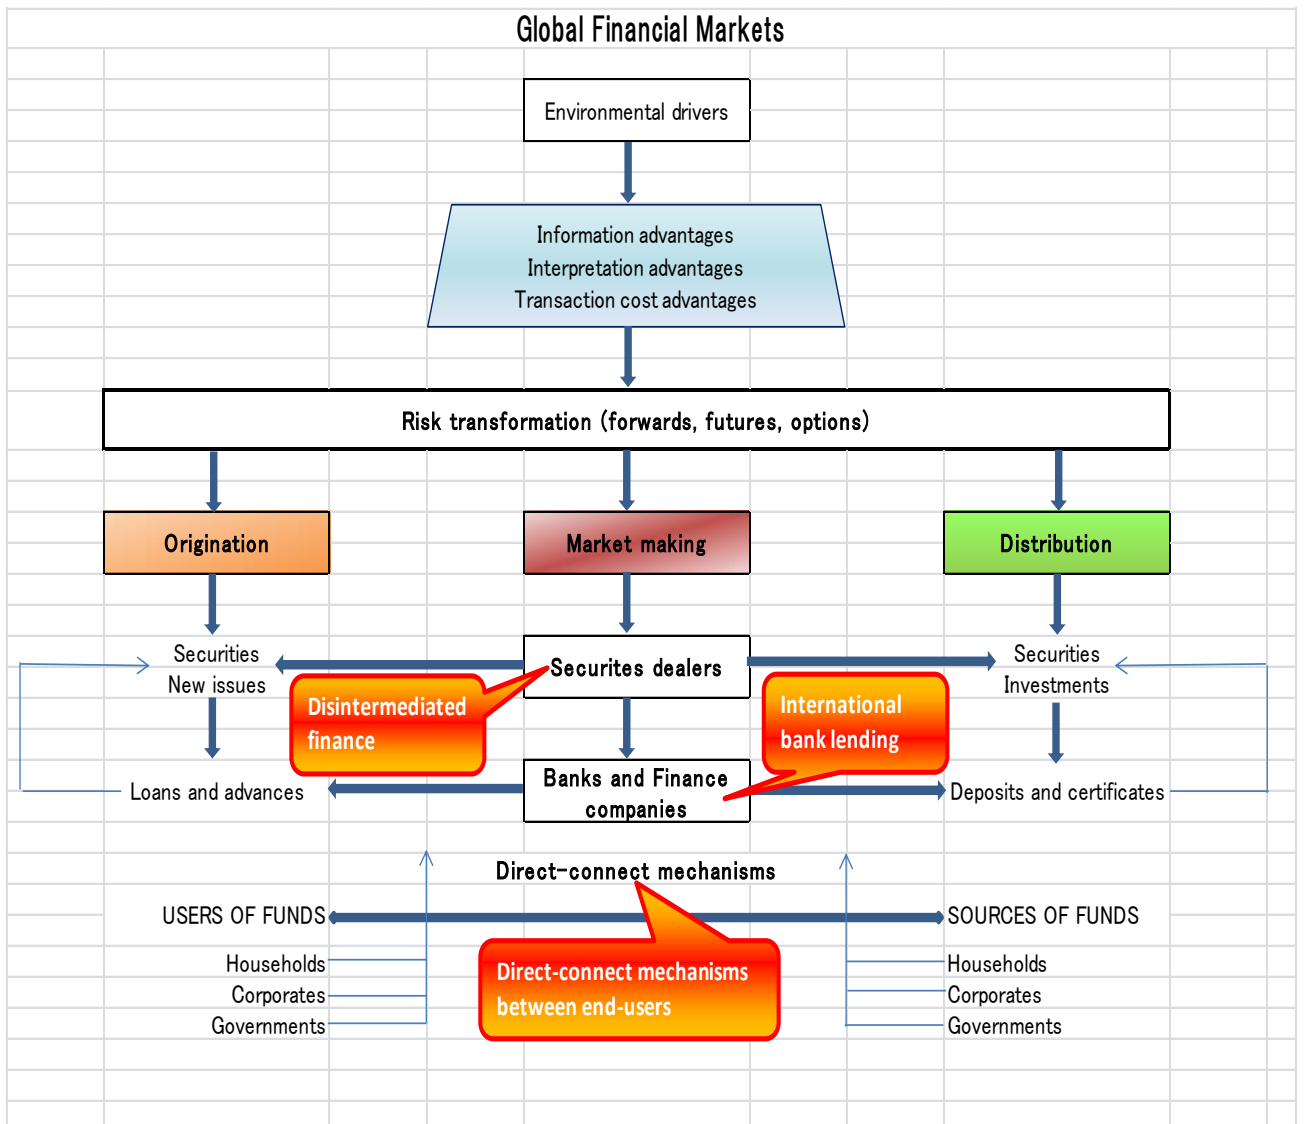 Global Financial Markets
Environmental drivers
Information advantages
Interpretation advantages
Transaction cost advantages
Risk transformation (forwards, futures, options)
Origination
Market making
Distribution
Securities
New issues
Securites dealers
Securities
Investments
Disintermediated
finance
International
bank lending
Loans and advances
Banks and Finance
companies
Deposits and certificates
Direct-connect mechanisms
USERS OF FUNDS
SOURCES OF FUNDS
Households
Corporates
Governments
Direct-connect mechanisms
between end-users
Households
Corporates
Governments